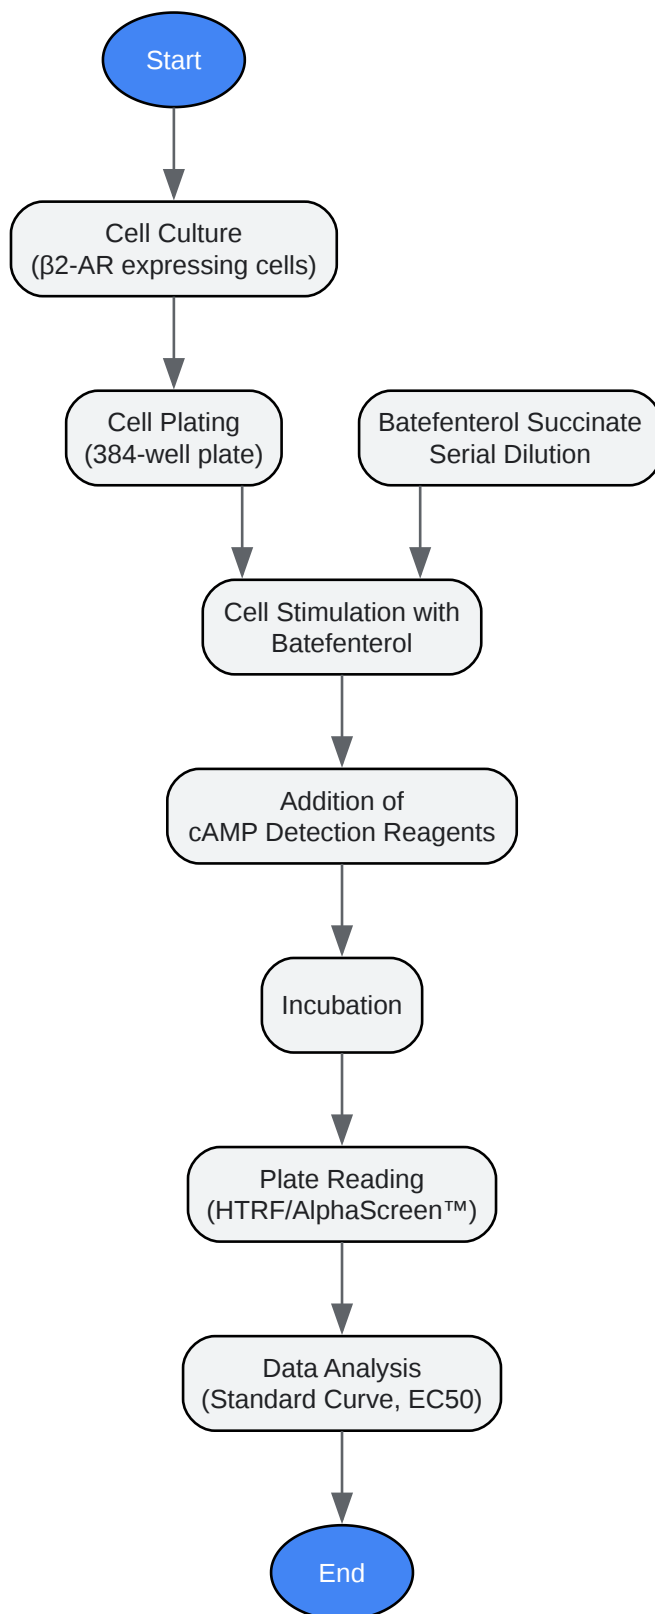 Start
Cell Culture
(β2-AR expressing cells)
Cell Plating
(384-well plate)
Batefenterol Succinate
Serial Dilution
Cell Stimulation with
Batefenterol
Addition of
cAMP Detection Reagents
Incubation
Plate Reading
(HTRF/AlphaScreen™)
Data Analysis
(Standard Curve, EC50)
End